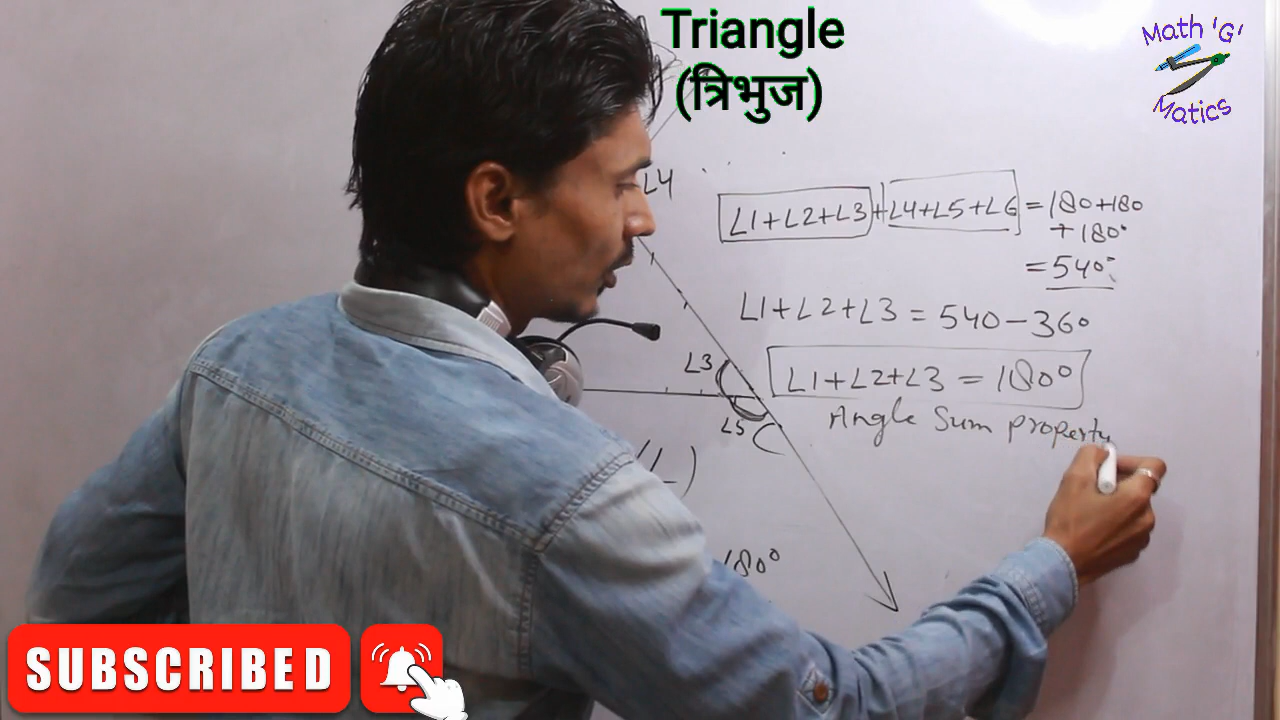 Triangle
(त्रिभुज)
Math 'G'
Matics
∠4
∠1+∠2+∠3+∠4+∠5+∠6 = 180+180
+180°
= 540°
∠1+∠2+∠3 = 540-360
∠1+∠2+∠3 = 180°
Angle Sum property
∠3
∠5
(∠)
180°
SUBSCRIBED